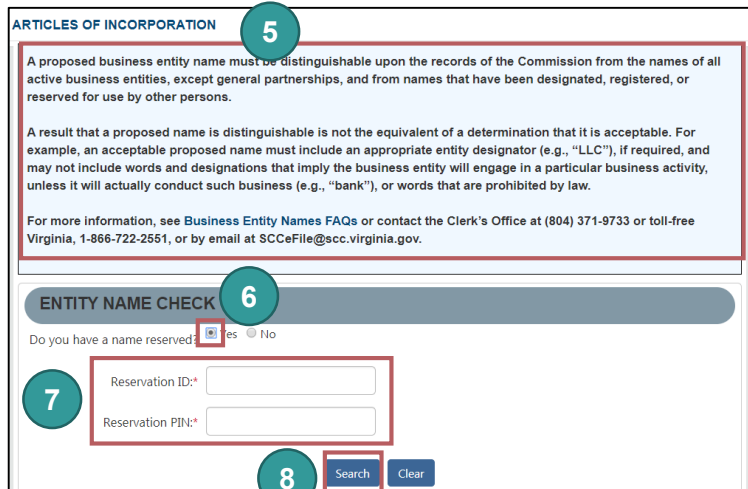 ARTICLES OF INCORPORATION
5
A proposed business entity name must be distinguishable upon the records of the Commission from the names of all
active business entities, except general partnerships, and from names that have been designated, registered, or
reserved for use by other persons.
A result that a proposed name is distinguishable is not the equivalent of a determination that it is acceptable. For
example, an acceptable proposed name must include an appropriate entity designator (e.g., “LLC”), if required, and
may not include words and designations that imply the business entity will engage in a particular business activity,
unless it will actually conduct such business (e.g., “bank”), or words that are prohibited by law.
For more information, see Business Entity Names FAQs or contact the Clerk’s Office at (804) 371-9733 or toll-free
Virginia, 1-866-722-2551, or by email at SCCeFile@scc.virginia.gov.
ENTITY NAME CHECK
6
Do you have a name reserved? Yes No
7
Reservation ID:*
Reservation PIN:*
8
Search Clear